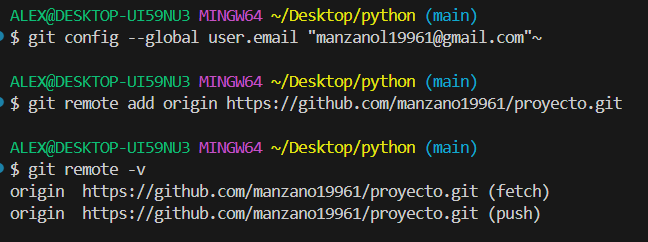 ALEX@DESKTOP-UI59NU3 MINGW64 ~/Desktop/python (main)
$ git config --global user.email "manzanol19961@gmail.com"~
ALEX@DESKTOP-UI59NU3 MINGW64 ~/Desktop/python (main)
$ git remote add origin https://github.com/manzano19961/proyecto.git
ALEX@DESKTOP-UI59NU3 MINGW64 ~/Desktop/python (main)
$ git remote -v
origin  https://github.com/manzano19961/proyecto.git (fetch)
origin  https://github.com/manzano19961/proyecto.git (push)